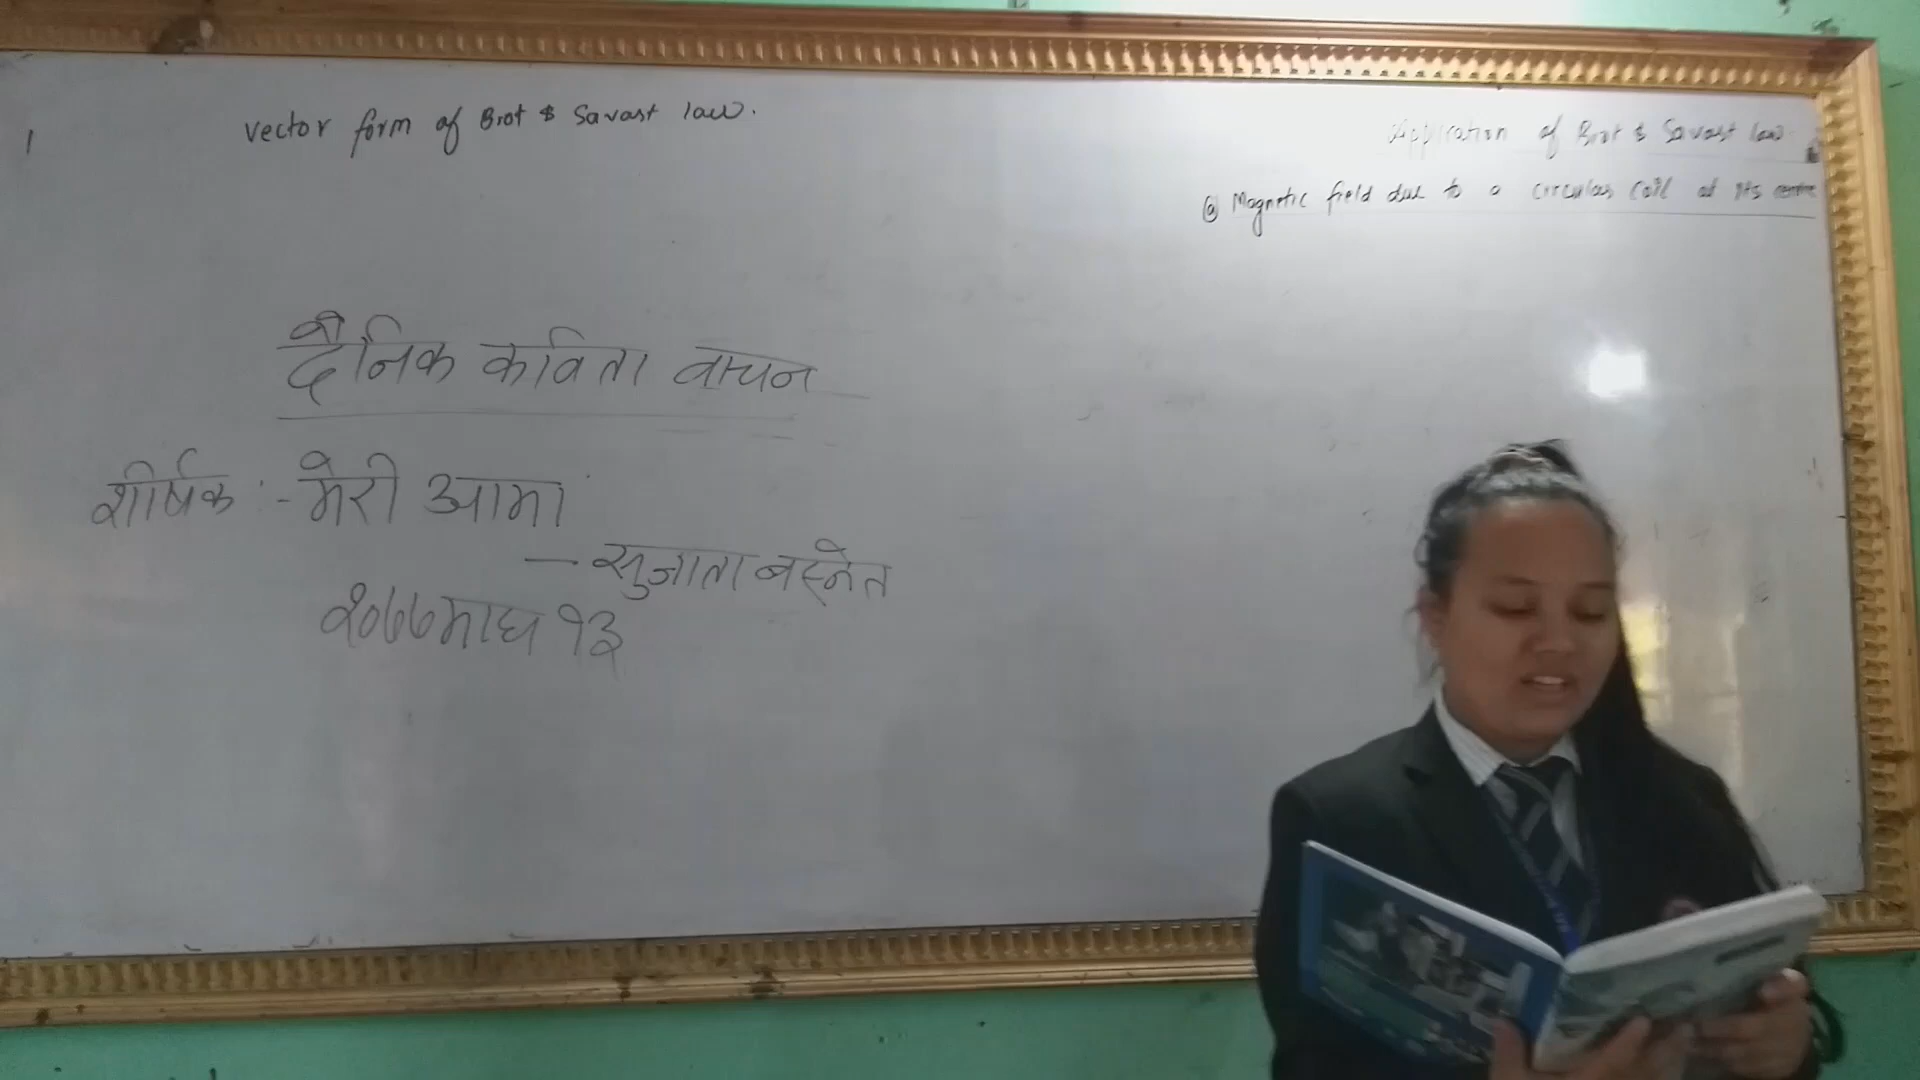 1
vector form of Biot & Savart law.
Application of Biot & Savart law.
(a) Magnetic field due to a circular coil at its centre
दैनिक कविता वाचन
शीर्षक :- मेरी आमा
- सुजाता बस्नेत
२०७७ माघ १३